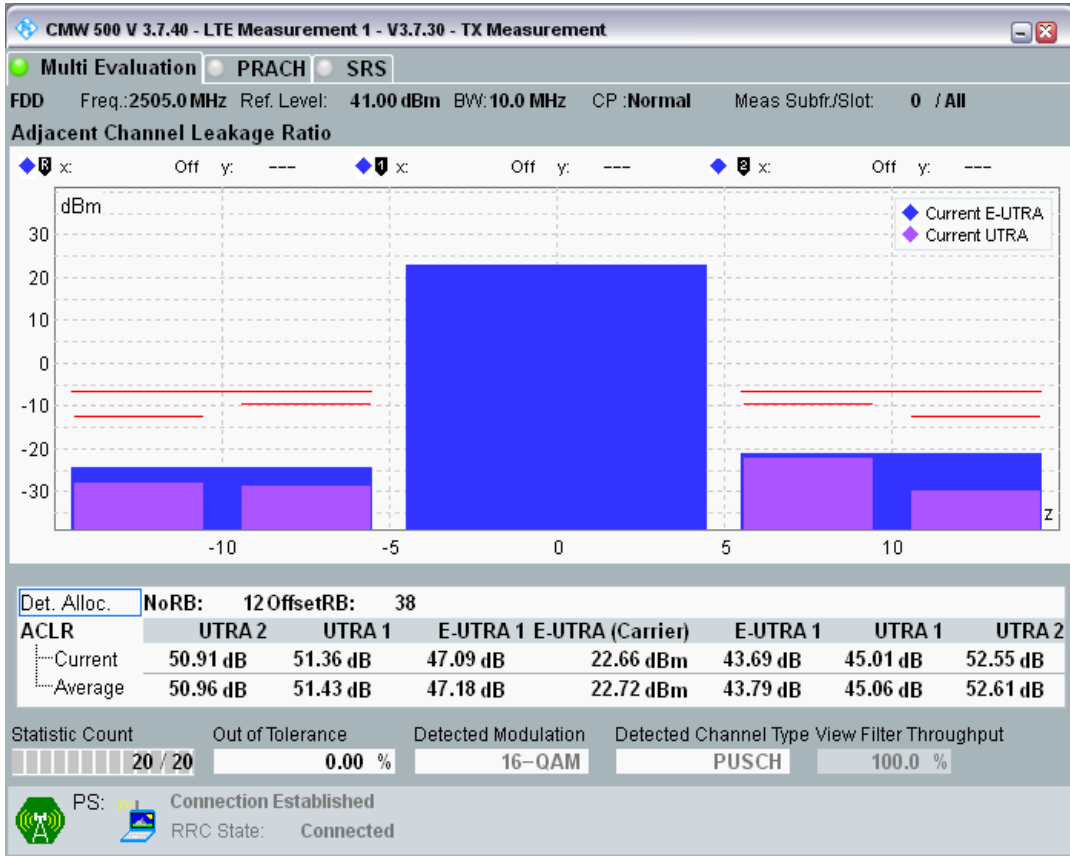 CMW 500 V 3.7.40 - LTE Measurement 1 - V3.7.30 - TX Measurement
Multi Evaluation PRACH SRS
FDD Freq.:2505.0 MHz Ref. Level: 41.00 dBm BW: 10.0 MHz CP :Normal Meas Subfr./Slot: 0 / All
Adjacent Channel Leakage Ratio
R x: Off y: --- 1 x: Off y: --- 2 x: Off y: ---
dBm
Current E-UTRA
Current UTRA
30
20
10
0
-10
-20
-30
z
-10 -5 0 5 10
Det. Alloc. NoRB: 12 OffsetRB: 38
ACLR UTRA 2 UTRA 1 E-UTRA 1 E-UTRA (Carrier) E-UTRA 1 UTRA 1 UTRA 2
Current 50.91 dB 51.36 dB 47.09 dB 22.66 dBm 43.69 dB 45.01 dB 52.55 dB
Average 50.96 dB 51.43 dB 47.18 dB 22.72 dBm 43.79 dB 45.06 dB 52.61 dB
Statistic Count Out of Tolerance Detected Modulation Detected Channel Type View Filter Throughput
20 / 20 0.00 % 16-QAM PUSCH 100.0 %
PS: Connection Established
RRC State: Connected